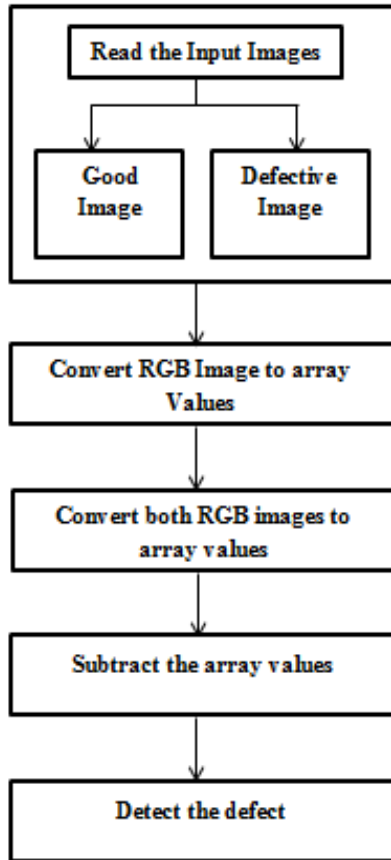 Read the Input Images
Good
Image
Defective
Image
Convert RGB Image to array
Values
Convert both RGB images to
array values
Subtract the array values
Detect the defect